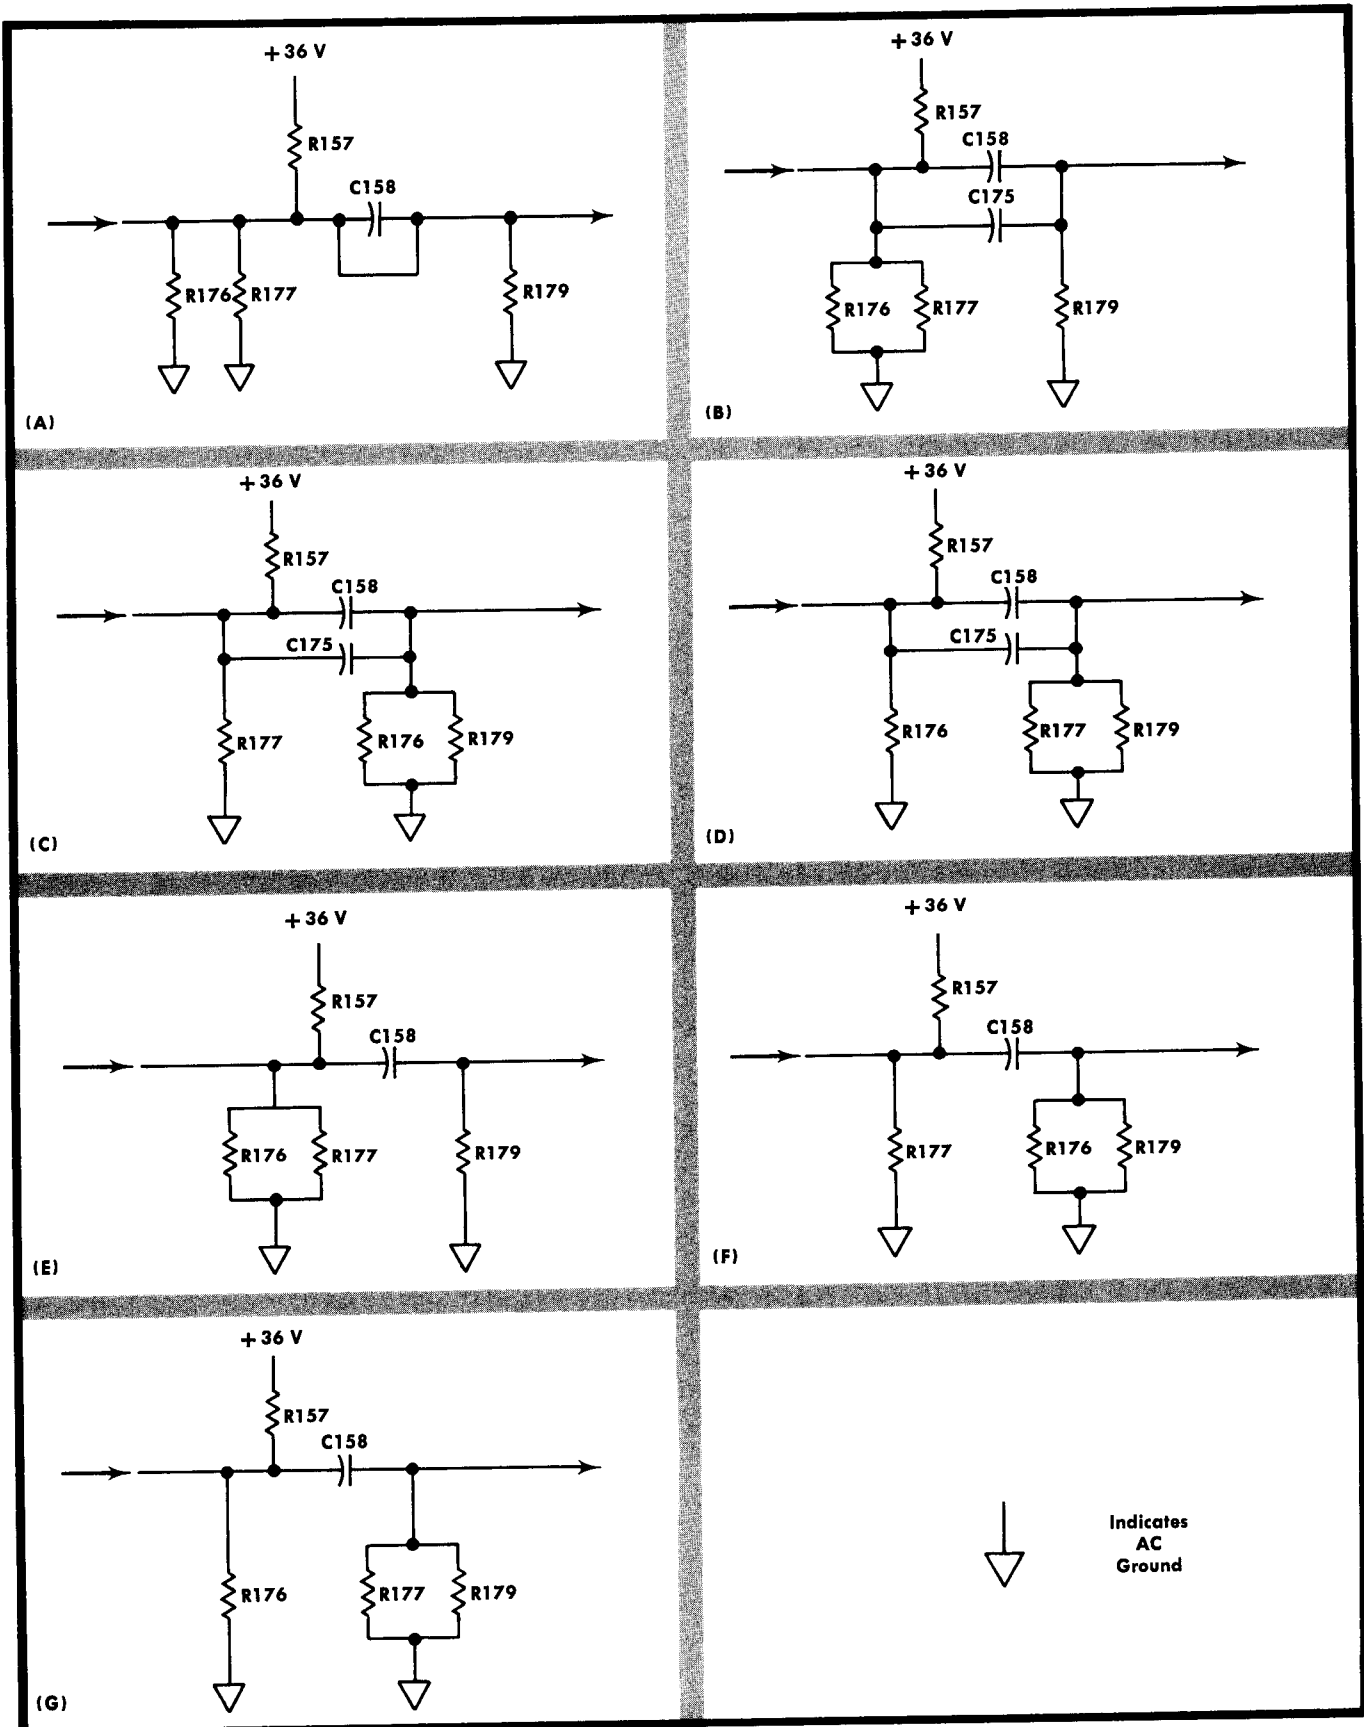 +36 V
R157
C158
R176
R177
R179
(A)
+36 V
R157
C158
C175
R176
R177
R179
(B)
+36 V
R157
C158
C175
R177
R176
R179
(C)
+36 V
R157
C158
C175
R176
R177
R179
(D)
+36 V
R157
C158
R176
R177
R179
(E)
+36 V
R157
C158
R177
R176
R179
(F)
+36 V
R157
C158
R176
R177
R179
(G)
Indicates
AC
Ground